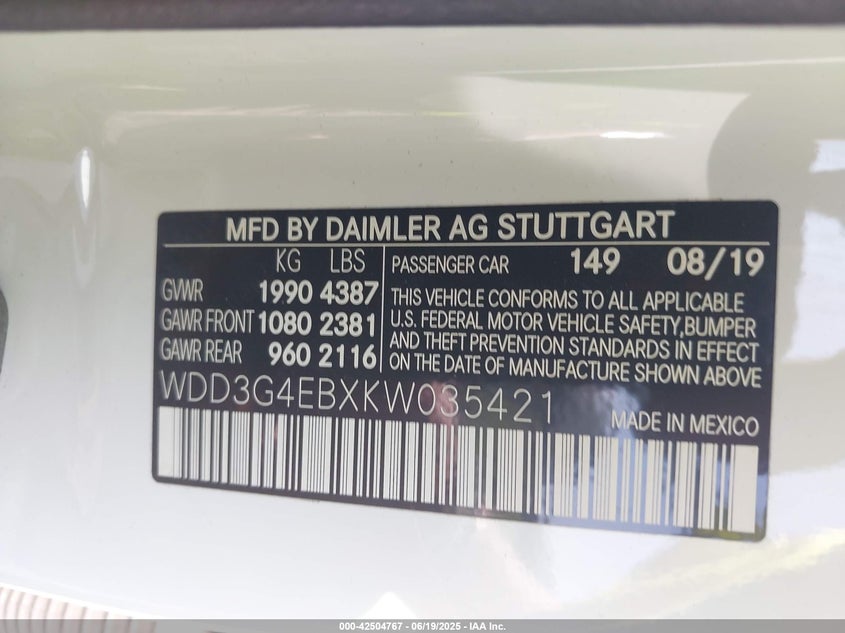 MFD BY DAIMLER AG STUTTGART
KG LBS
GVWR 1990 4387
GAWR FRONT 1080 2381
GAWR REAR 960 2116
PASSENGER CAR 149 08/19
THIS VEHICLE CONFORMS TO ALL APPLICABLE
U.S. FEDERAL MOTOR VEHICLE SAFETY,BUMPER
AND THEFT PREVENTION STANDARDS IN EFFECT
ON THE DATE OF MANUFACTURE SHOWN ABOVE
WDD3G4EBXKW035421
MADE IN MEXICO
000-42504767 - 06/19/2025 - IAA Inc.